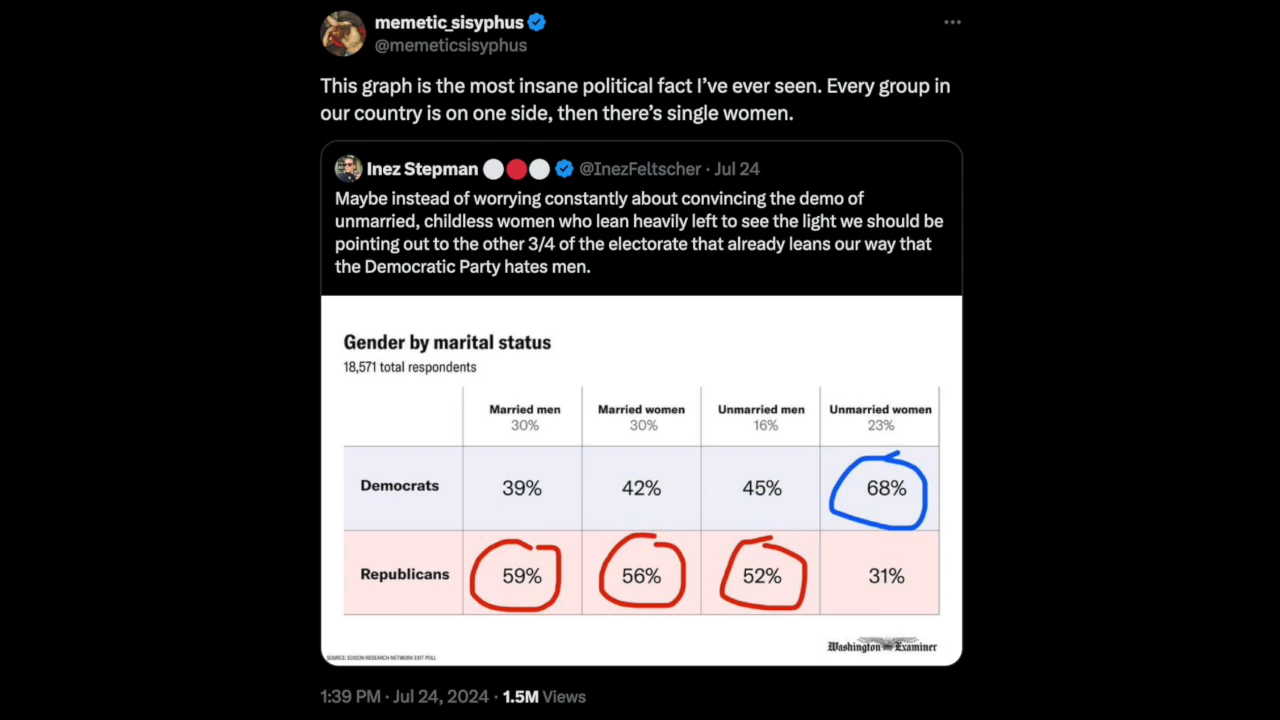 memetic_sisyphus
@memeticsisyphus
This graph is the most insane political fact I’ve ever seen. Every group in
our country is on one side, then there’s single women.
Inez Stepman ⚪🔴⚪ @InezFeltscher · Jul 24
Maybe instead of worrying constantly about convincing the demo of
unmarried, childless women who lean heavily left to see the light we should be
pointing out to the other 3/4 of the electorate that already leans our way that
the Democratic Party hates men.
Gender by marital status
18,571 total respondents
Married men Married women Unmarried men Unmarried women
30% 30% 16% 23%
Democrats 39% 42% 45% 68%
Republicans 59% 56% 52% 31%
Washington Examiner
SOURCE: EDISON RESEARCH NETWORK EXIT POLL
1:39 PM · Jul 24, 2024 · 1.5M Views